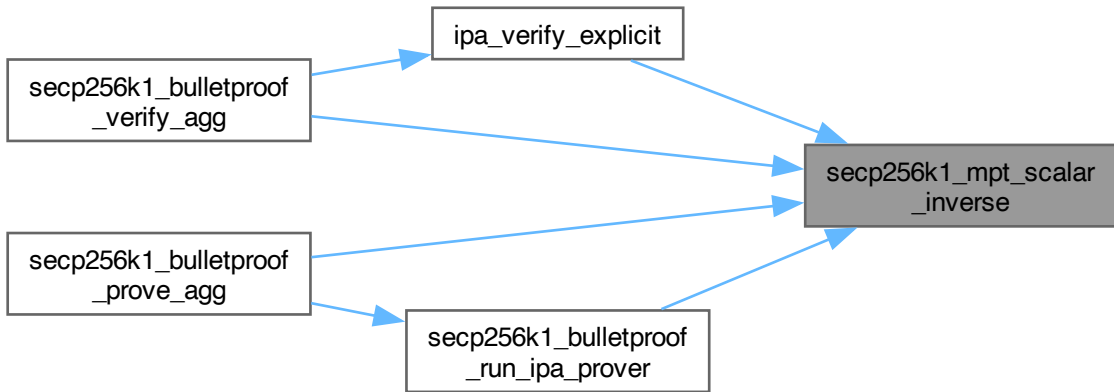 ipa_verify_explicit
secp256k1_bulletproof
_verify_agg
secp256k1_mpt_scalar
_inverse
secp256k1_bulletproof
_prove_agg
secp256k1_bulletproof
_run_ipa_prover